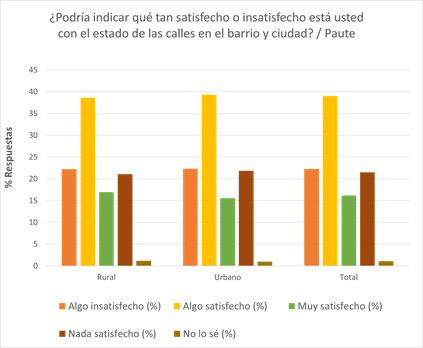 ¿Podría indicar qué tan satisfecho o insatisfecho está usted
con el estado de las calles en el barrio y ciudad? / Paute
% Respuestas
45
40
35
30
25
20
15
10
5
0
Rural Urbano Total
Algo insatisfecho (%) Algo satisfecho (%) Muy satisfecho (%)
Nada satisfecho (%) No lo sé (%)